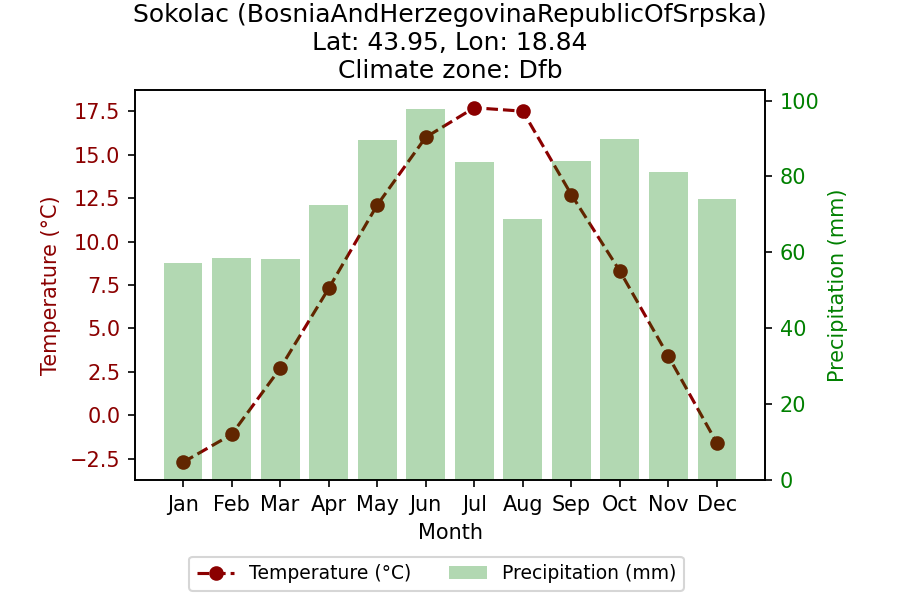 Sokolac (BosniaAndHerzegovinaRepublicOfSrpska)
Lat: 43.95, Lon: 18.84
Climate zone: Dfb
Temperature (°C)
17.5
15.0
12.5
10.0
7.5
5.0
2.5
0.0
−2.5
Precipitation (mm)
100
80
60
40
20
0
Jan Feb Mar Apr May Jun Jul Aug Sep Oct Nov Dec
Month
Temperature (°C) Precipitation (mm)